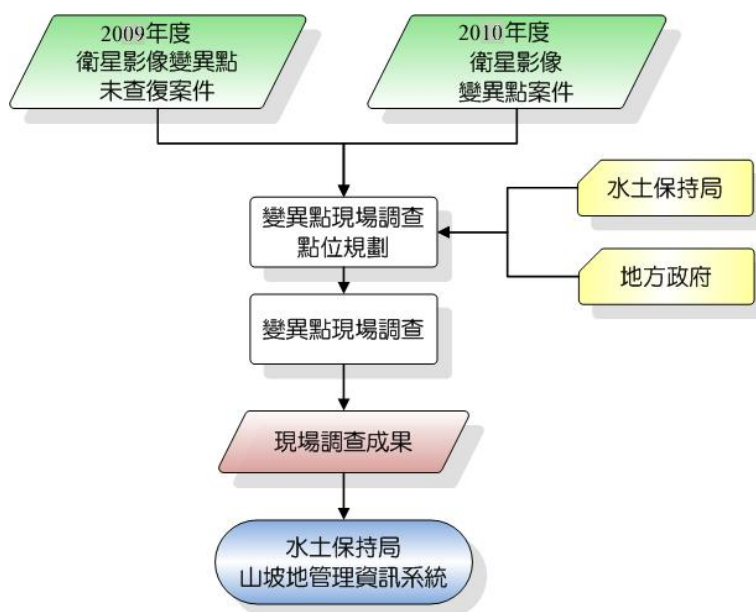 2009年度
衛星影像變異點
未查復案件
2010年度
衛星影像
變異點案件
水土保持局
變異點現場調查
點位規劃
地方政府
變異點現場調查
現場調查成果
水土保持局
山坡地管理資訊系統